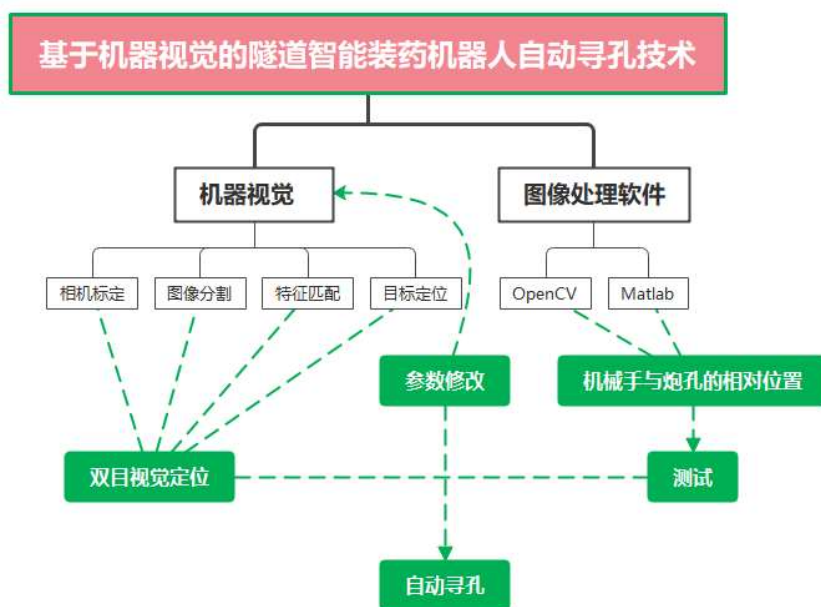 基于机器视觉的隧道智能装药机器人自动寻孔技术
机器视觉
图像处理软件
相机标定
图像分割
特征匹配
目标定位
OpenCV
Matlab
参数修改
机械手与炮孔的相对位置
双目视觉定位
测试
自动寻孔